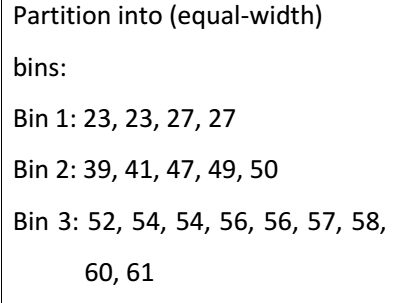 Partition into (equal-width)
bins:
Bin 1: 23, 23, 27, 27
Bin 2: 39, 41, 47, 49, 50
Bin 3: 52, 54, 54, 56, 56, 57, 58,
60, 61